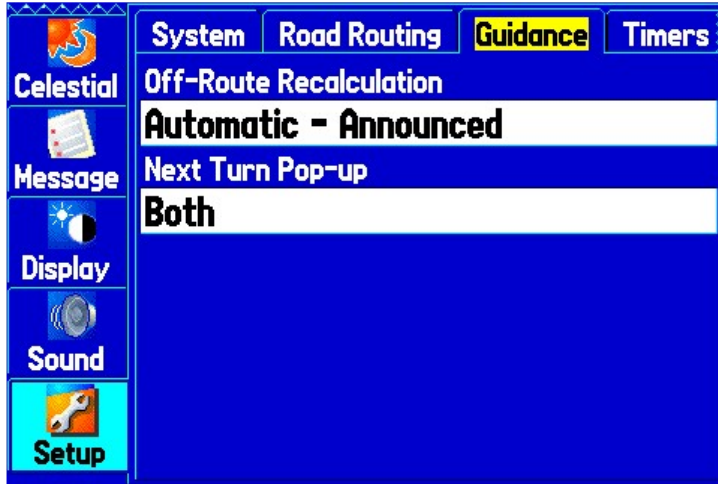 System Road Routing Guidance Timers
Celestial
Off-Route Recalculation
Automatic - Announced
Message
Next Turn Pop-up
Both
Display
Sound
Setup